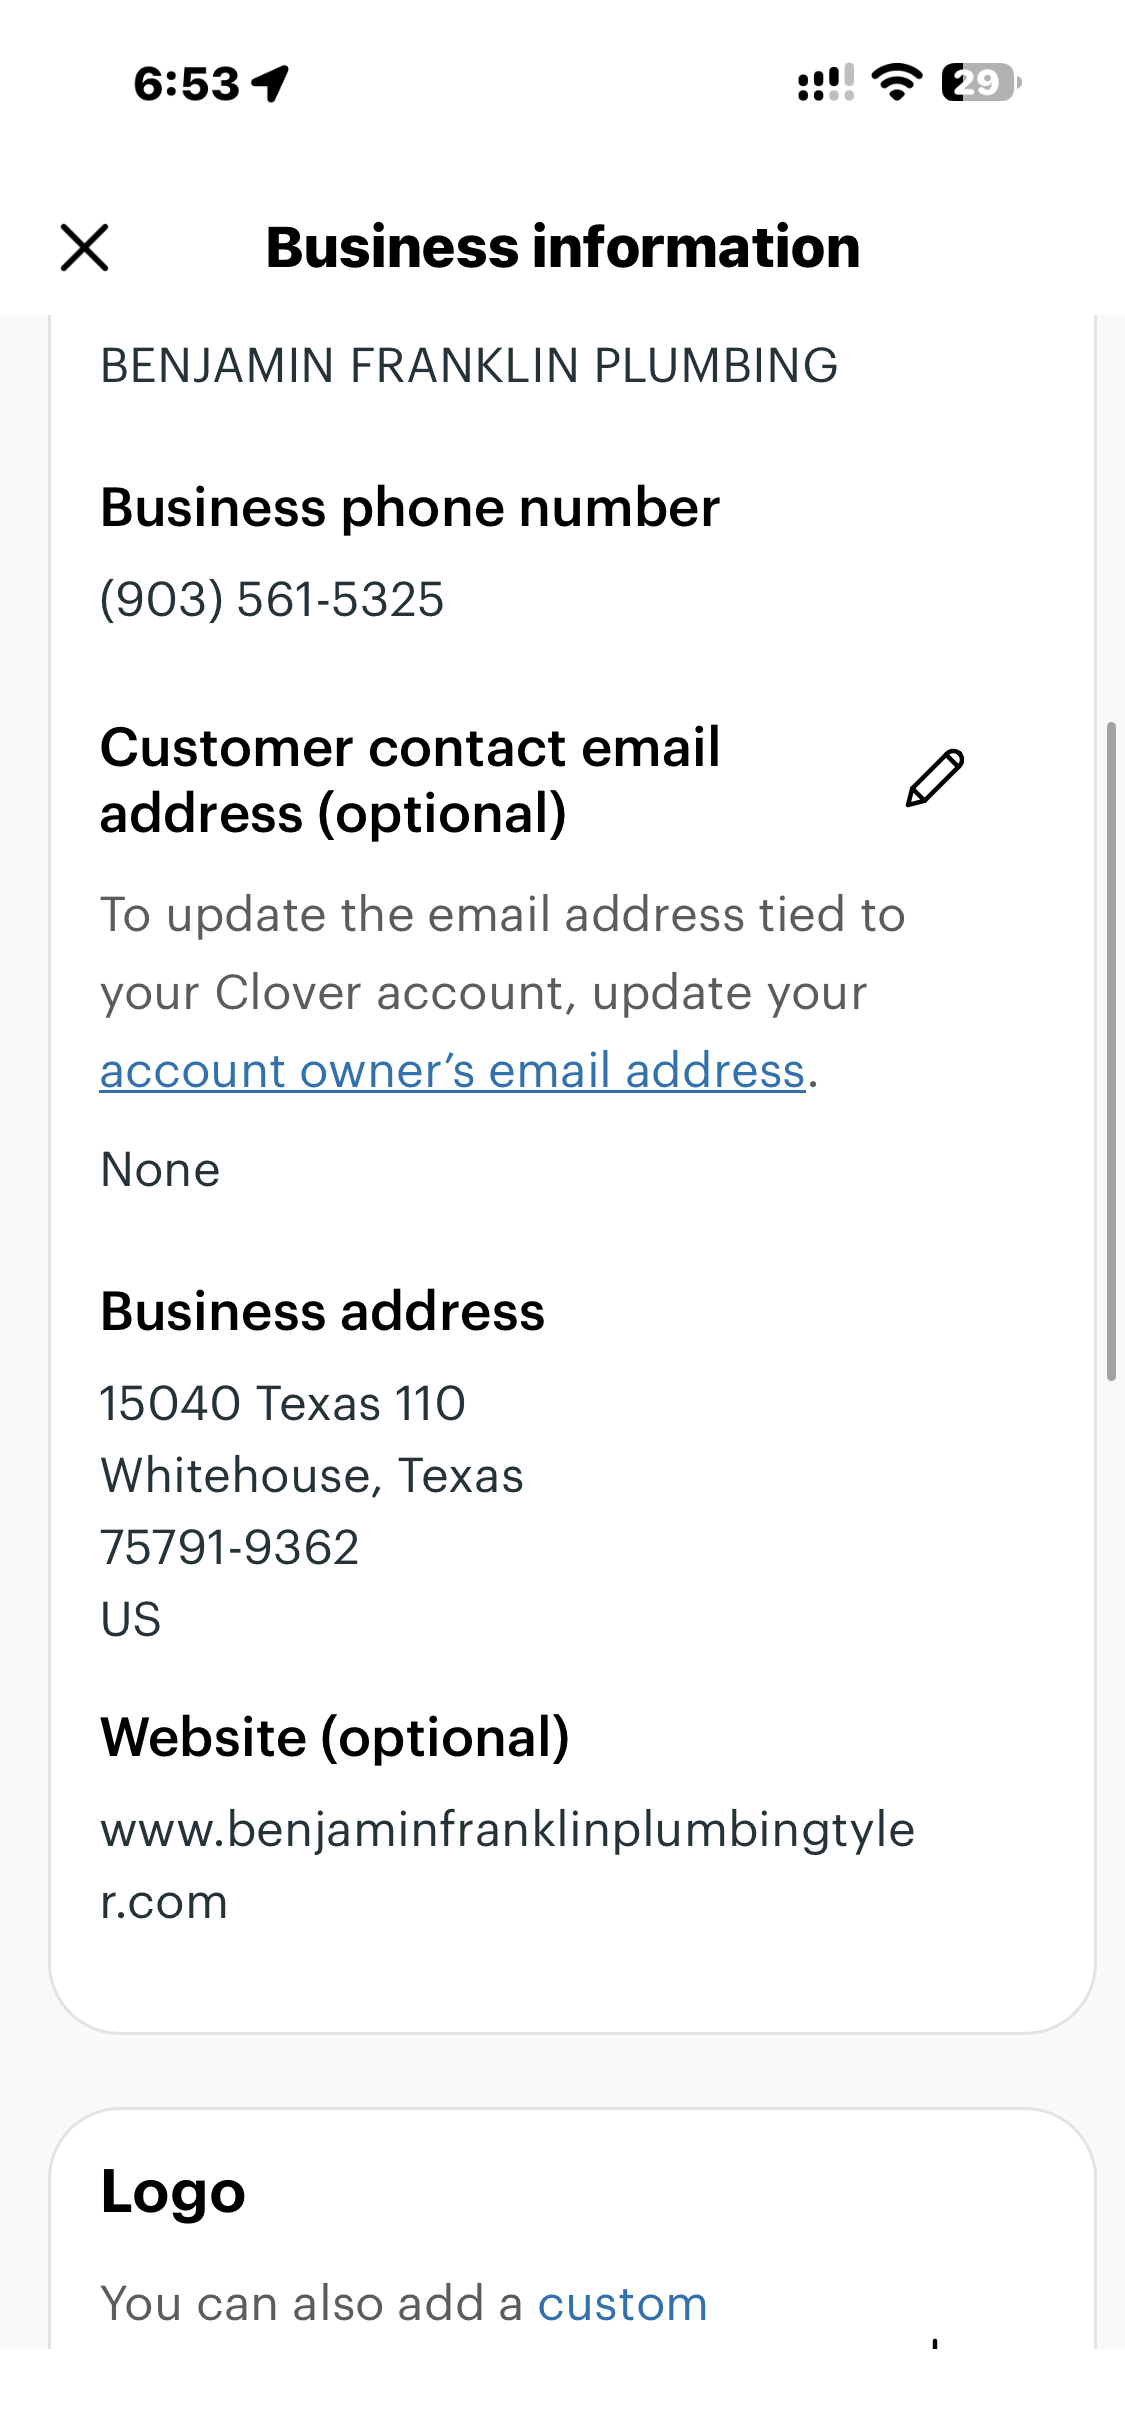 6:53
29
Business information
BENJAMIN FRANKLIN PLUMBING
Business phone number
(903) 561-5325
Customer contact email
address (optional)
To update the email address tied to
your Clover account, update your
account owner’s email address.
None
Business address
15040 Texas 110
Whitehouse, Texas
75791-9362
US
Website (optional)
www.benjaminfranklinplumbingtyle
r.com
Logo
You can also add a custom